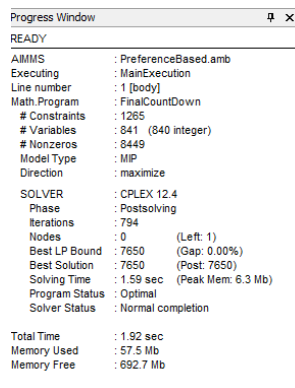 Progress Window
READY
AIMMS : PreferenceBased.amb
Executing : MainExecution
Line number : 1 [body]
Math.Program : FinalCountDown
# Constraints : 1265
# Variables : 841 (840 integer)
# Nonzeros : 8449
Model Type : MIP
Direction : maximize
SOLVER : CPLEX 12.4
Phase : Postsolving
Iterations : 794
Nodes : 0 (Left: 1)
Best LP Bound : 7650 (Gap: 0.00%)
Best Solution : 7650 (Post: 7650)
Solving Time : 1.59 sec (Peak Mem: 6.3 Mb)
Program Status : Optimal
Solver Status : Normal completion
Total Time : 1.92 sec
Memory Used : 57.5 Mb
Memory Free : 692.7 Mb